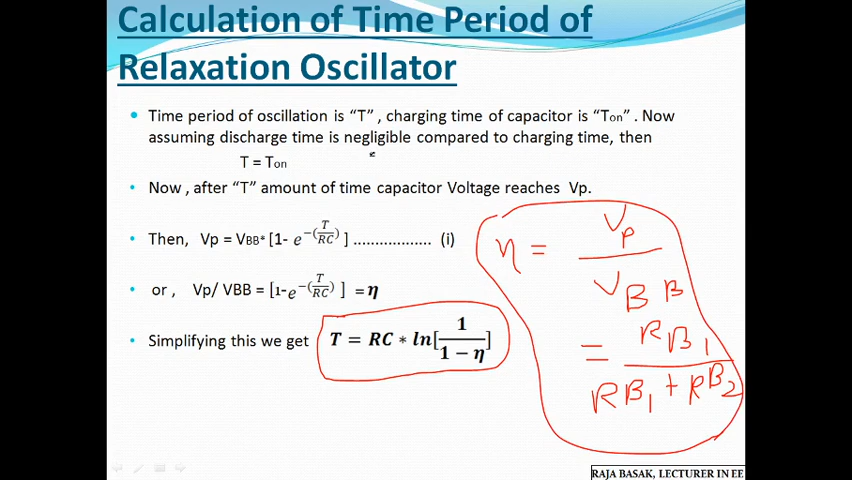 Calculation of Time Period of
Relaxation Oscillator
• Time period of oscillation is “T” , charging time of capacitor is “Ton” . Now
assuming discharge time is negligible compared to charging time, then
T = Ton
• Now , after “T” amount of time capacitor Voltage reaches Vp.
• Then, Vp = VBB* [1- e^−(T/RC) ] .................. (i)
• or , Vp/ VBB = [1-e^−(T/RC) ] = η
• Simplifying this we get T = RC ∗ ln[1/(1 − η)]
η = Vp / VBB
= RB1 / (RB1 + RB2)
RAJA BASAK, LECTURER IN EE